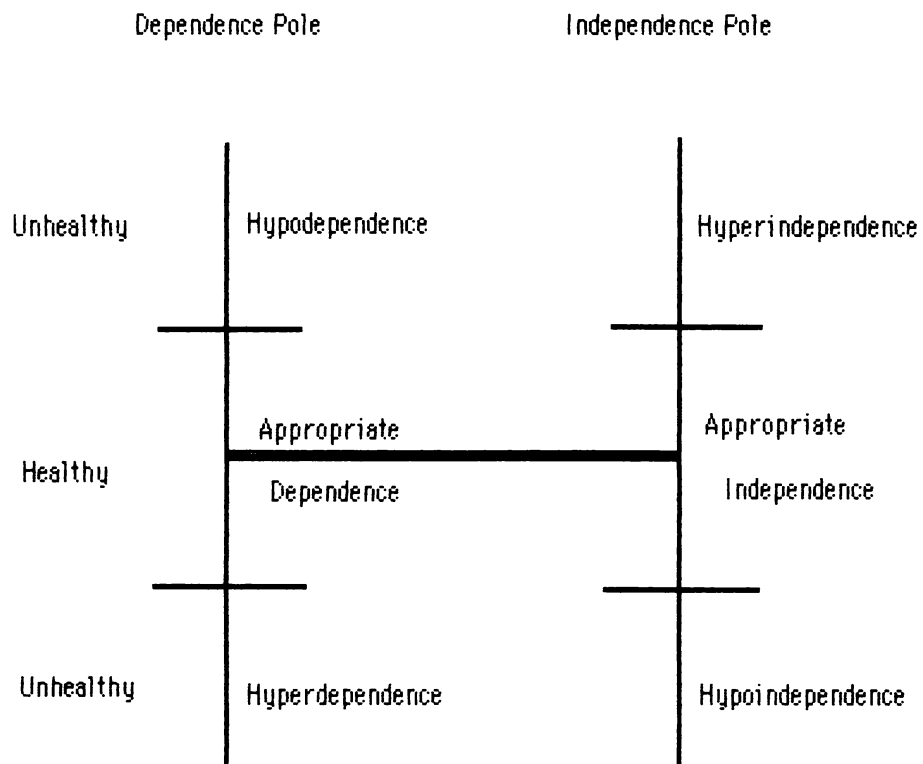 Dependence Pole Independence Pole
Unhealthy Hypodependence Hyperindependence
Appropriate Appropriate
Healthy Dependence Independence
Unhealthy Hyperdependence Hypoindependence